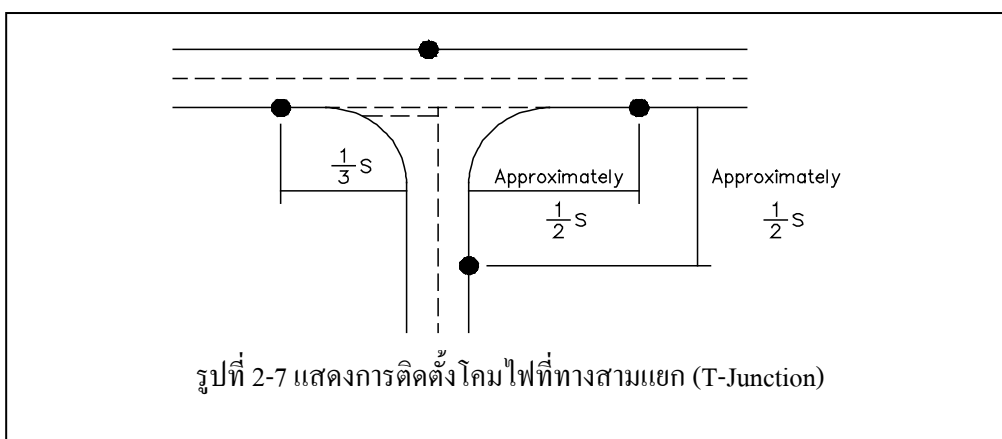 1/3 S
Approximately
1/2 S
Approximately
1/2 S
รูปที่ 2-7 แสดงการติดตั้งโคมไฟที่ทางสามแยก (T-Junction)